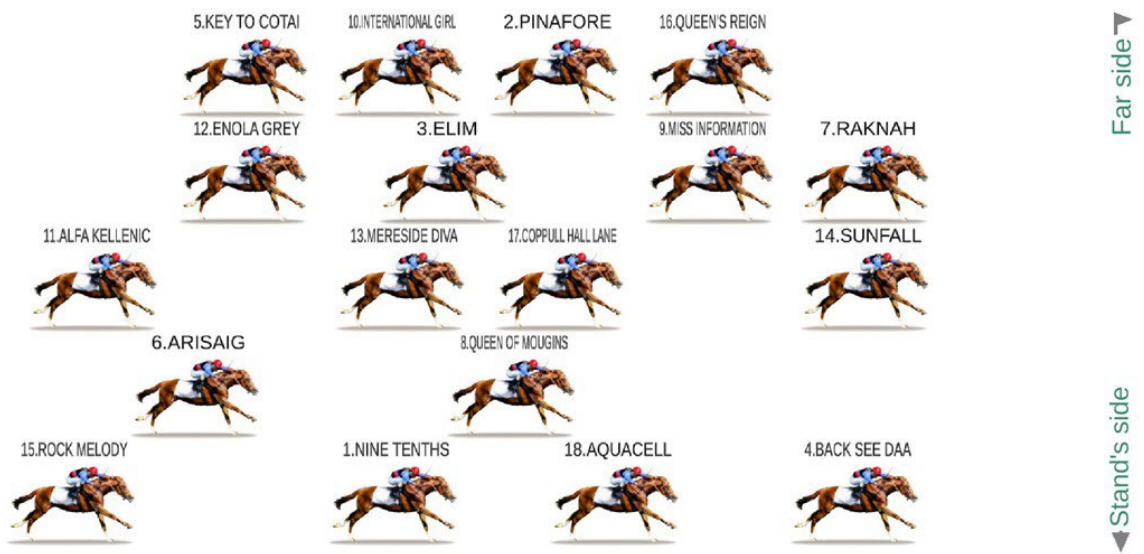 5.KEY TO COTAI
10.INTERNATIONAL GIRL
2.PINAFORE
16.QUEEN'S REIGN
12.ENOLA GREY
3.ELIM
9.MISS INFORMATION
7.RAKNAH
11.ALFA KELLENIC
13.MERESIDE DIVA
17.COPPULL HALL LANE
14.SUNFALL
6.ARISAIG
8.QUEEN OF MOUGINS
15.ROCK MELODY
1.NINE TENTHS
18.AQUACELL
4.BACK SEE DAA
Far side
Stand's side